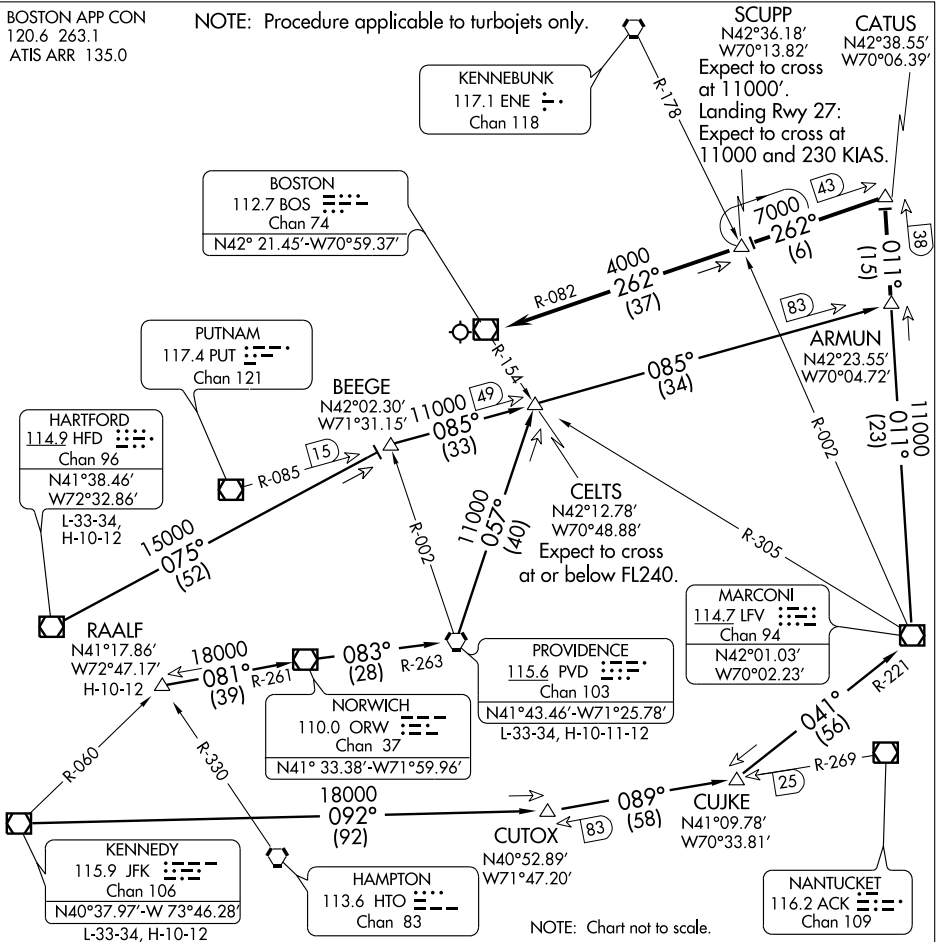 BOSTON APP CON
120.6 263.1
ATIS ARR 135.0
NOTE: Procedure applicable to turbojets only.
SCUPP
N42°36.18′
W70°13.82′
Expect to cross
at 11000′.
Landing Rwy 27:
Expect to cross at
11000 and 230 KIAS.
CATUS
N42°38.55′
W70°06.39′
KENNEBUNK
117.1 ENE
Chan 118
R-178
BOSTON
112.7 BOS
Chan 74
N42° 21.45′-W70°59.37′
7000
262°
(6)
43
38
011°
(15)
4000
262°
(37)
R-082
83
ARMUN
N42°23.55′
W70°04.72′
PUTNAM
117.4 PUT
Chan 121
R-154
085°
(34)
BEEGE
N42°02.30′
W71°31.15′
11000
085°
(33)
49
HARTFORD
114.9 HFD
Chan 96
N41°38.46′
W72°32.86′
L-33-34,
H-10-12
R-085
15
R-002
11000
011°
(23)
CELTS
N42°12.78′
W70°48.88′
Expect to cross
at or below FL240.
11000
057°
(40)
R-002
R-305
15000
075°
(52)
MARCONI
114.7 LFV
Chan 94
N42°01.03′
W70°02.23′
RAALF
N41°17.86′
W72°47.17′
H-10-12
18000
081°
(39)
R-261
083°
(28)
R-263
PROVIDENCE
115.6 PVD
Chan 103
N41°43.46′-W71°25.78′
L-33-34, H-10-11-12
R-221
NORWICH
110.0 ORW
Chan 37
N41° 33.38′-W71°59.96′
041°
(56)
R-060
R-330
R-269
25
18000
092°
(92)
089°
(58)
83
CUJKE
N41°09.78′
W70°33.81′
CUTOX
N40°52.89′
W71°47.20′
KENNEDY
115.9 JFK
Chan 106
N40°37.97′-W 73°46.28′
L-33-34, H-10-12
HAMPTON
113.6 HTO
Chan 83
NANTUCKET
116.2 ACK
Chan 109
NOTE: Chart not to scale.